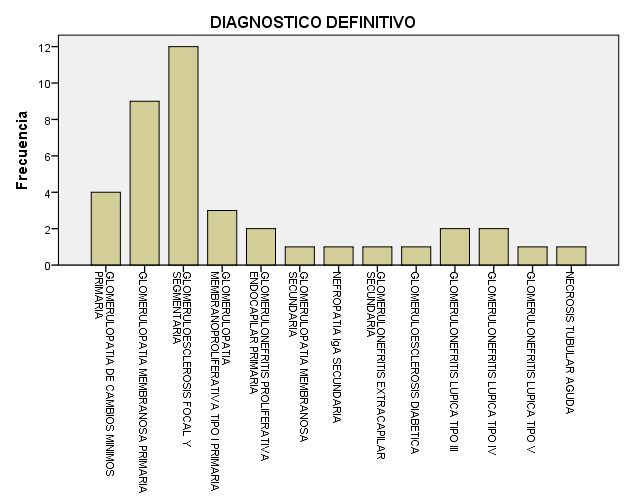 DIAGNOSTICO DEFINITIVO
Frecuencia
12
10
8
6
4
2
0
GLOMERULOPATIA DE CAMBIOS MINIMOS
PRIMARIA
GLOMERULOPATIA MEMBRANOSA PRIMARIA
GLOMERULOESCLEROSIS FOCAL Y
SEGMENTARIA
GLOMERULOPATIA
MEMBRANOPROLIFERATIVA TIPO I PRIMARIA
GLOMERULONEFRITIS PROLIFERATIVA
ENDOCAPILAR PRIMARIA
GLOMERULOPATIA MEMBRANOSA
SECUNDARIA
NEFROPATIA IgA SECUNDARIA
GLOMERULONEFRITIS EXTRACAPILAR
SECUNDARIA
GLOMERULOESCLEROSIS DIABETICA
GLOMERULONEFRITIS LUPICA TIPO III
GLOMERULONEFRITIS LUPICA TIPO IV
GLOMERULONEFRITIS LUPICA TIPO V
NECROSIS TUBULAR AGUDA